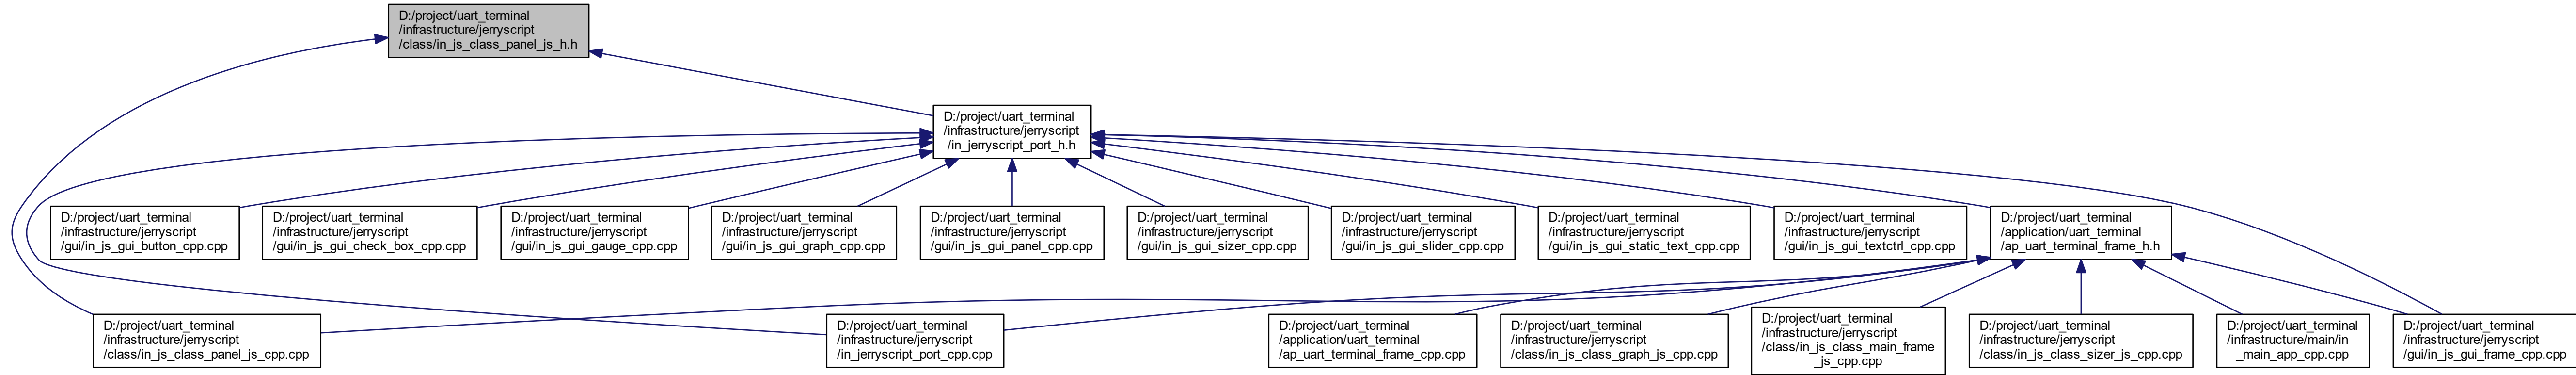 D:/project/uart_terminal
/infrastructure/jerryscript
/class/in_js_class_panel_js_h.h
D:/project/uart_terminal
/infrastructure/jerryscript
/in_jerryscript_port_h.h
D:/project/uart_terminal
/infrastructure/jerryscript
/gui/in_js_gui_button_cpp.cpp
D:/project/uart_terminal
/infrastructure/jerryscript
/gui/in_js_gui_check_box_cpp.cpp
D:/project/uart_terminal
/infrastructure/jerryscript
/gui/in_js_gui_gauge_cpp.cpp
D:/project/uart_terminal
/infrastructure/jerryscript
/gui/in_js_gui_graph_cpp.cpp
D:/project/uart_terminal
/infrastructure/jerryscript
/gui/in_js_gui_panel_cpp.cpp
D:/project/uart_terminal
/infrastructure/jerryscript
/gui/in_js_gui_sizer_cpp.cpp
D:/project/uart_terminal
/infrastructure/jerryscript
/gui/in_js_gui_slider_cpp.cpp
D:/project/uart_terminal
/infrastructure/jerryscript
/gui/in_js_gui_static_text_cpp.cpp
D:/project/uart_terminal
/infrastructure/jerryscript
/gui/in_js_gui_textctrl_cpp.cpp
D:/project/uart_terminal
/application/uart_terminal
/ap_uart_terminal_frame_h.h
D:/project/uart_terminal
/infrastructure/jerryscript
/class/in_js_class_panel_js_cpp.cpp
D:/project/uart_terminal
/infrastructure/jerryscript
/in_jerryscript_port_cpp.cpp
D:/project/uart_terminal
/application/uart_terminal
/ap_uart_terminal_frame_cpp.cpp
D:/project/uart_terminal
/infrastructure/jerryscript
/class/in_js_class_graph_js_cpp.cpp
D:/project/uart_terminal
/infrastructure/jerryscript
/class/in_js_class_main_frame
_js_cpp.cpp
D:/project/uart_terminal
/infrastructure/jerryscript
/class/in_js_class_sizer_js_cpp.cpp
D:/project/uart_terminal
/infrastructure/main/in
_main_app_cpp.cpp
D:/project/uart_terminal
/infrastructure/jerryscript
/gui/in_js_gui_frame_cpp.cpp